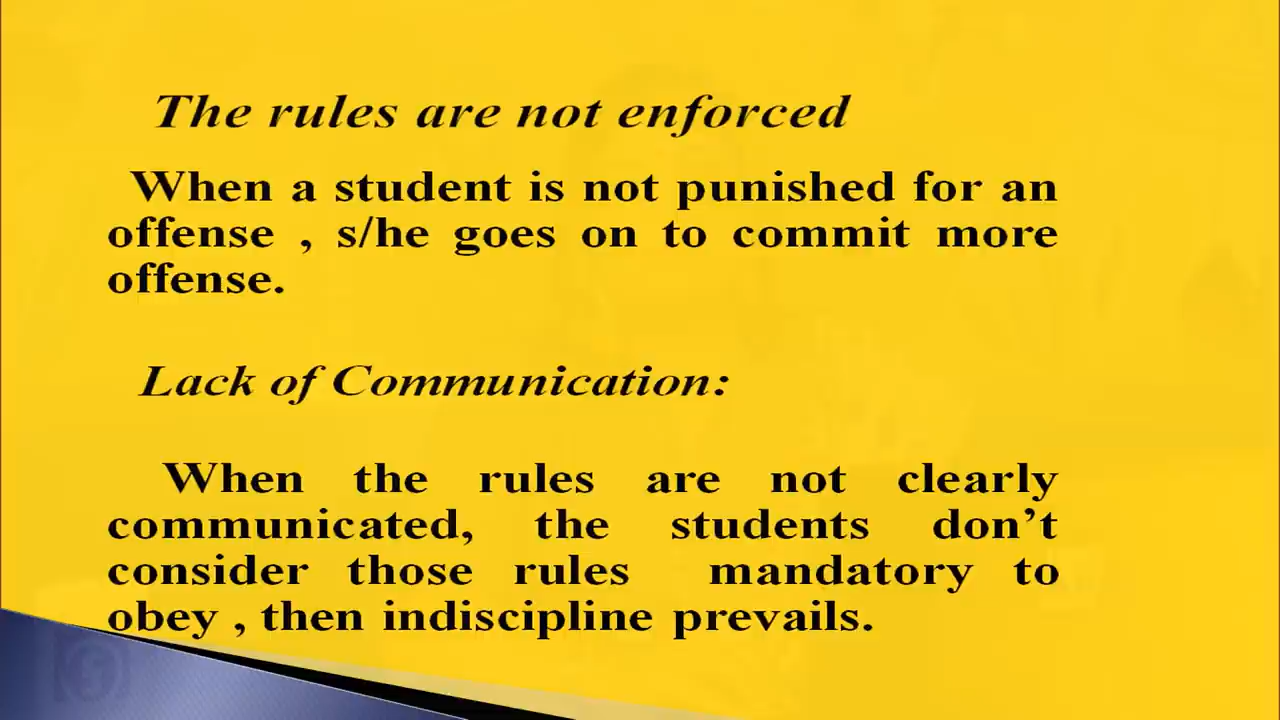 The rules are not enforced
When a student is not punished for an
offense , s/he goes on to commit more
offense.
Lack of Communication:
When the rules are not clearly
communicated, the students don’t
consider those rules mandatory to
obey , then indiscipline prevails.